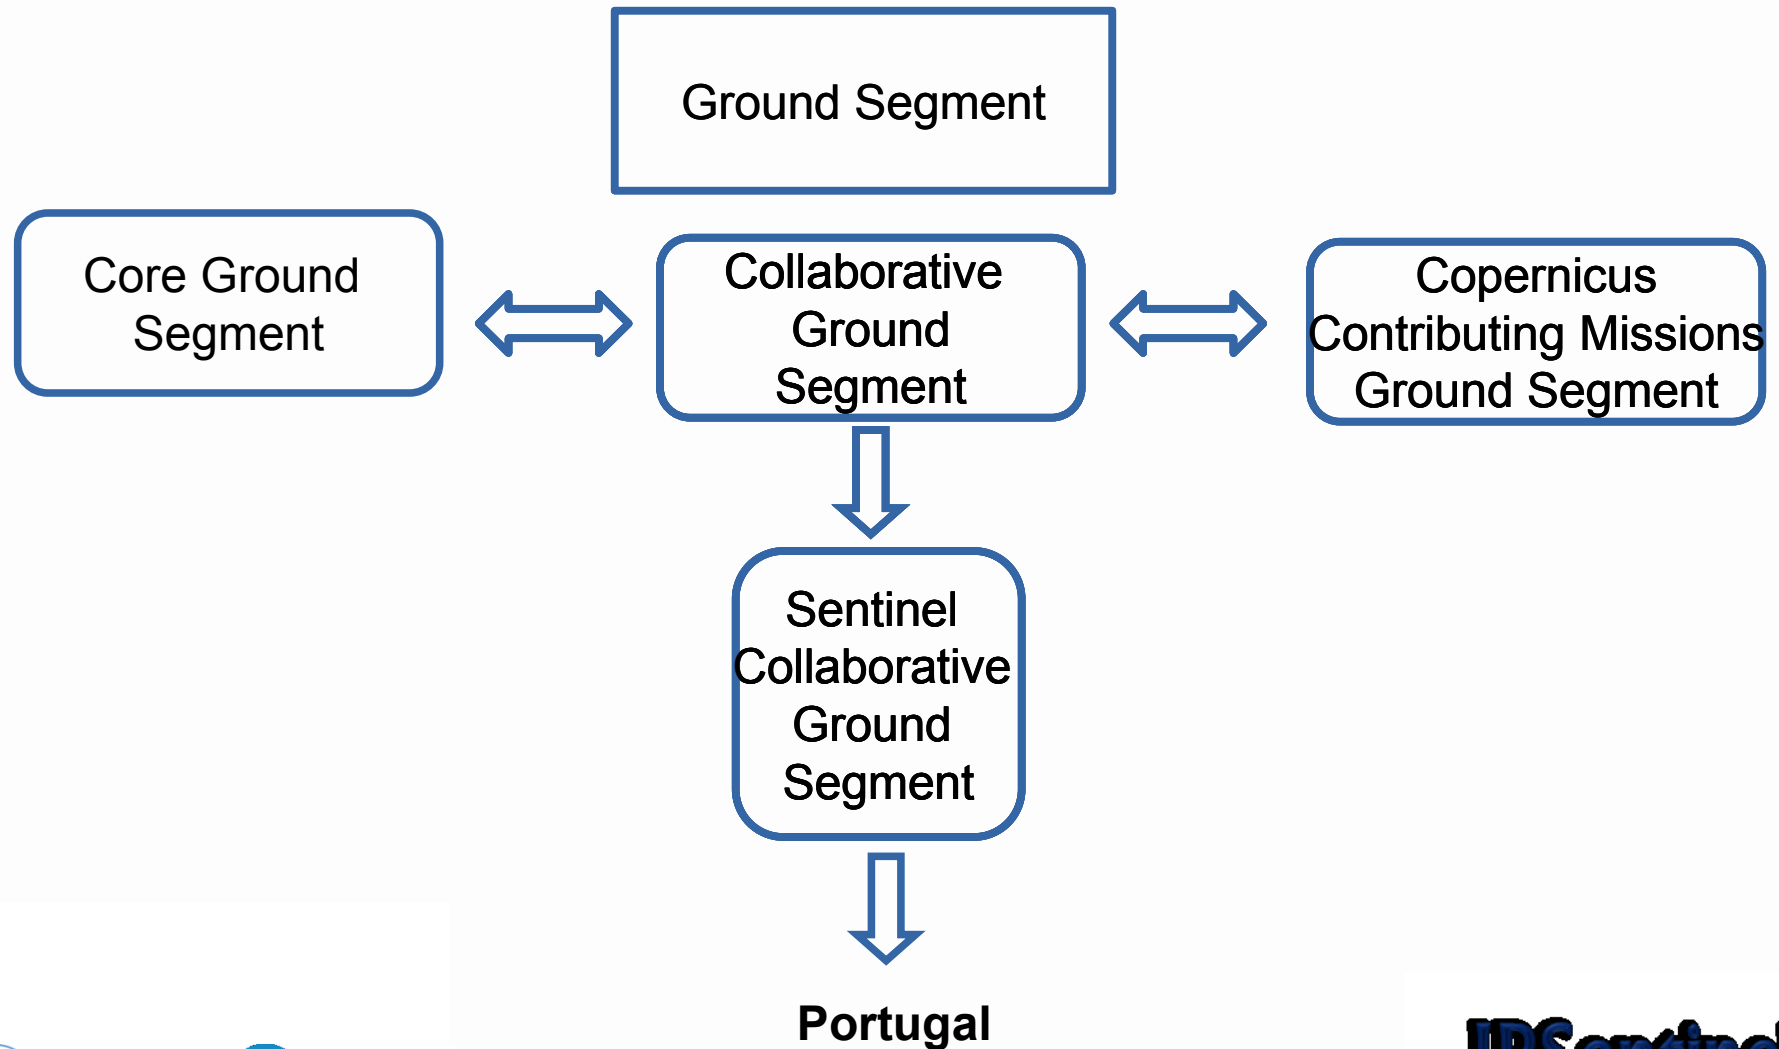 Ground Segment
Core Ground
Segment
Collaborative
Ground
Segment
Copernicus
Contributing Missions
Ground Segment
Sentinel
Collaborative
Ground
Segment
Portugal